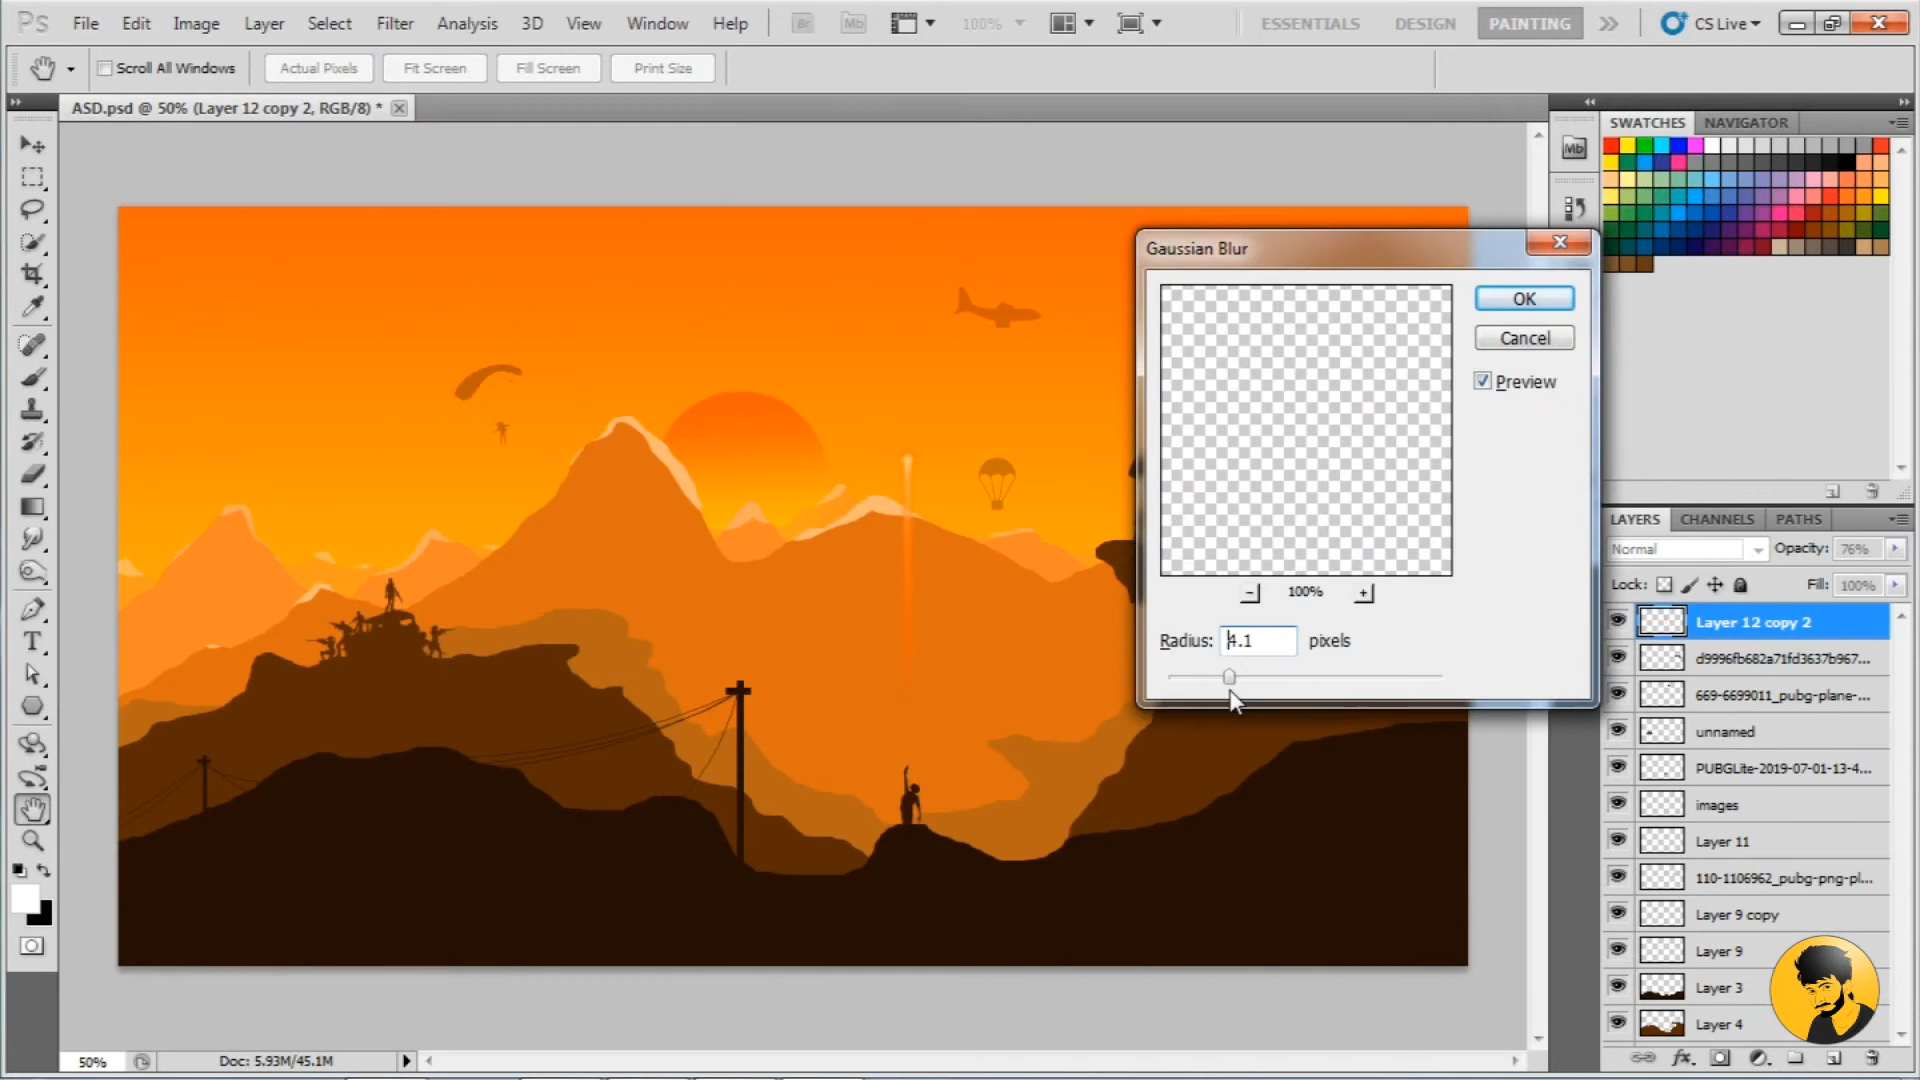 Ps File Edit Image Layer Select Filter Analysis 3D View Window Help Br Mb 100% ESSENTIALS DESIGN PAINTING CS Live
Scroll All Windows Actual Pixels Fit Screen Fill Screen Print Size
ASD.psd @ 50% (Layer 12 copy 2, RGB/8) *
SWATCHES NAVIGATOR
Mb
Gaussian Blur
OK
Cancel
Preview
100%
Radius: 4.1 pixels
LAYERS CHANNELS PATHS
Normal Opacity: 76%
Lock: Fill: 100%
Layer 12 copy 2
d9996fb682a71fd3637b967...
669-6699011_pubg-plane-...
unnamed
PUBGLite-2019-07-01-13-4...
images
Layer 11
110-1106962_pubg-png-pl...
Layer 9 copy
Layer 9
Layer 3
Layer 4
T
50% Doc: 5.93M/45.1M
fx